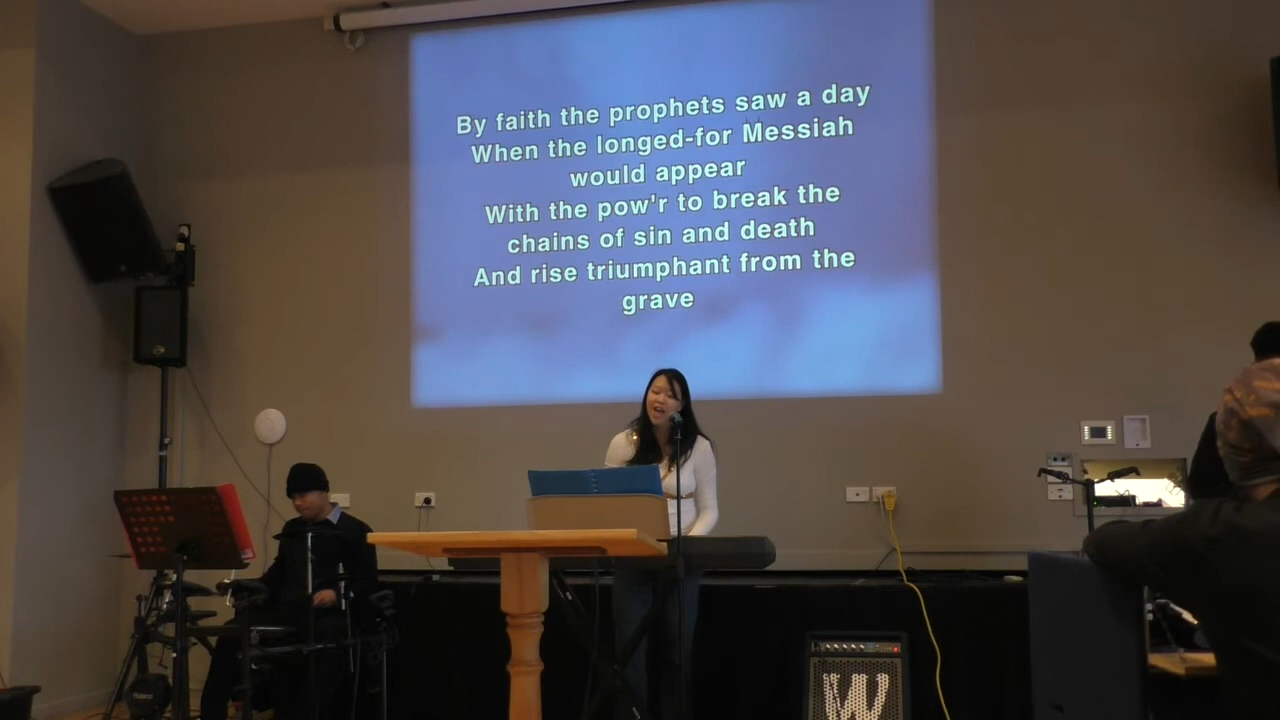 By faith the prophets saw a day
When the longed-for Messiah
would appear
With the pow'r to break the
chains of sin and death
And rise triumphant from the
grave
Roland
W